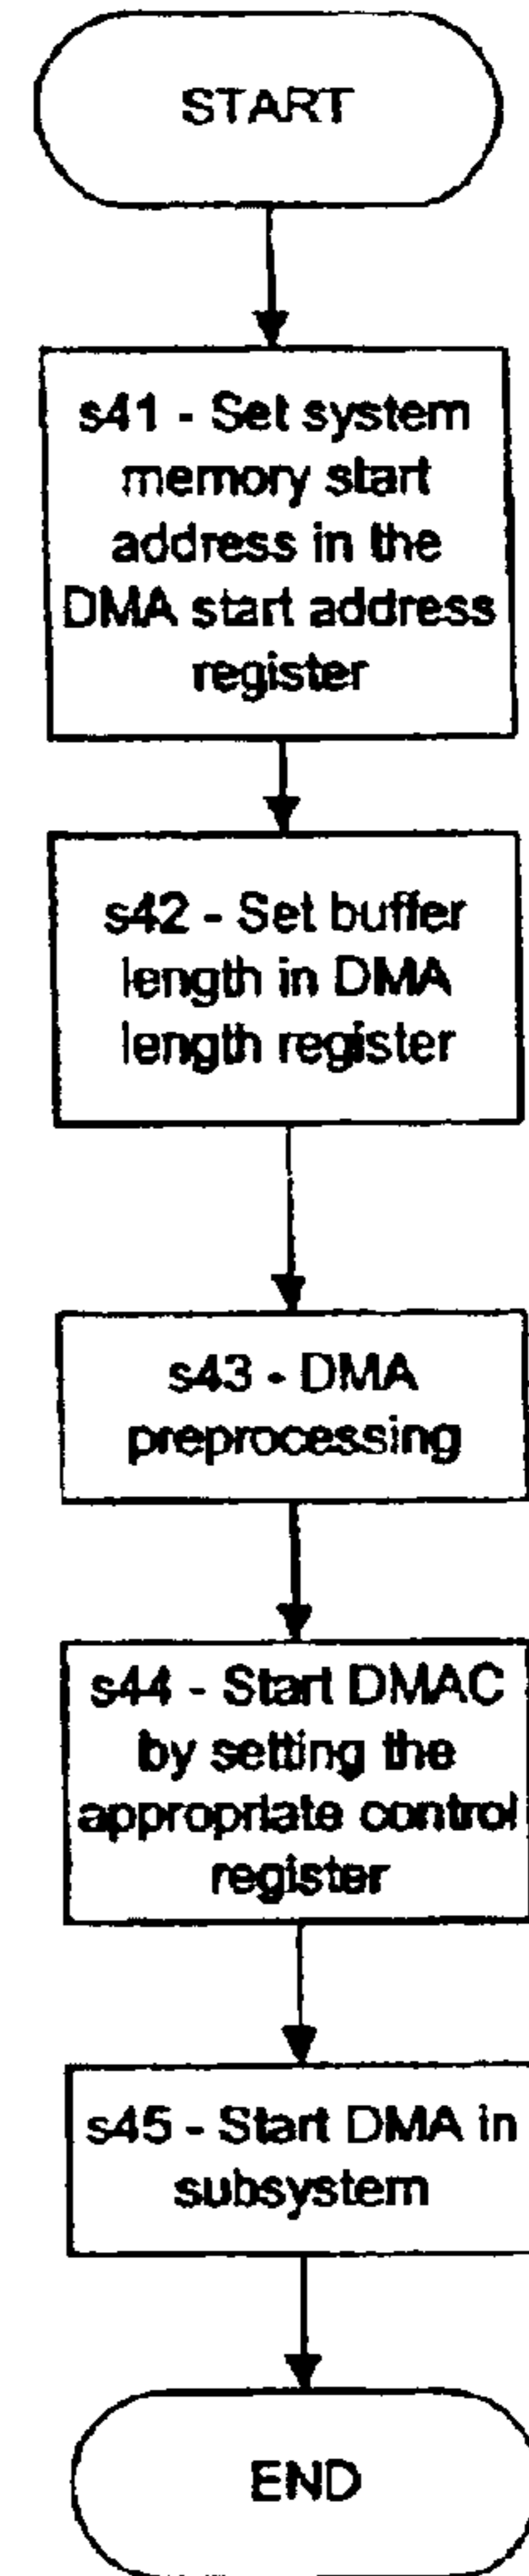 START
s41 - Set system
memory start
address in the
DMA start address
register
s42 - Set buffer
length in DMA
length register
s43 - DMA
preprocessing
s44 - Start DMAC
by setting the
appropriate control
register
s45 - Start DMA in
subsystem
END